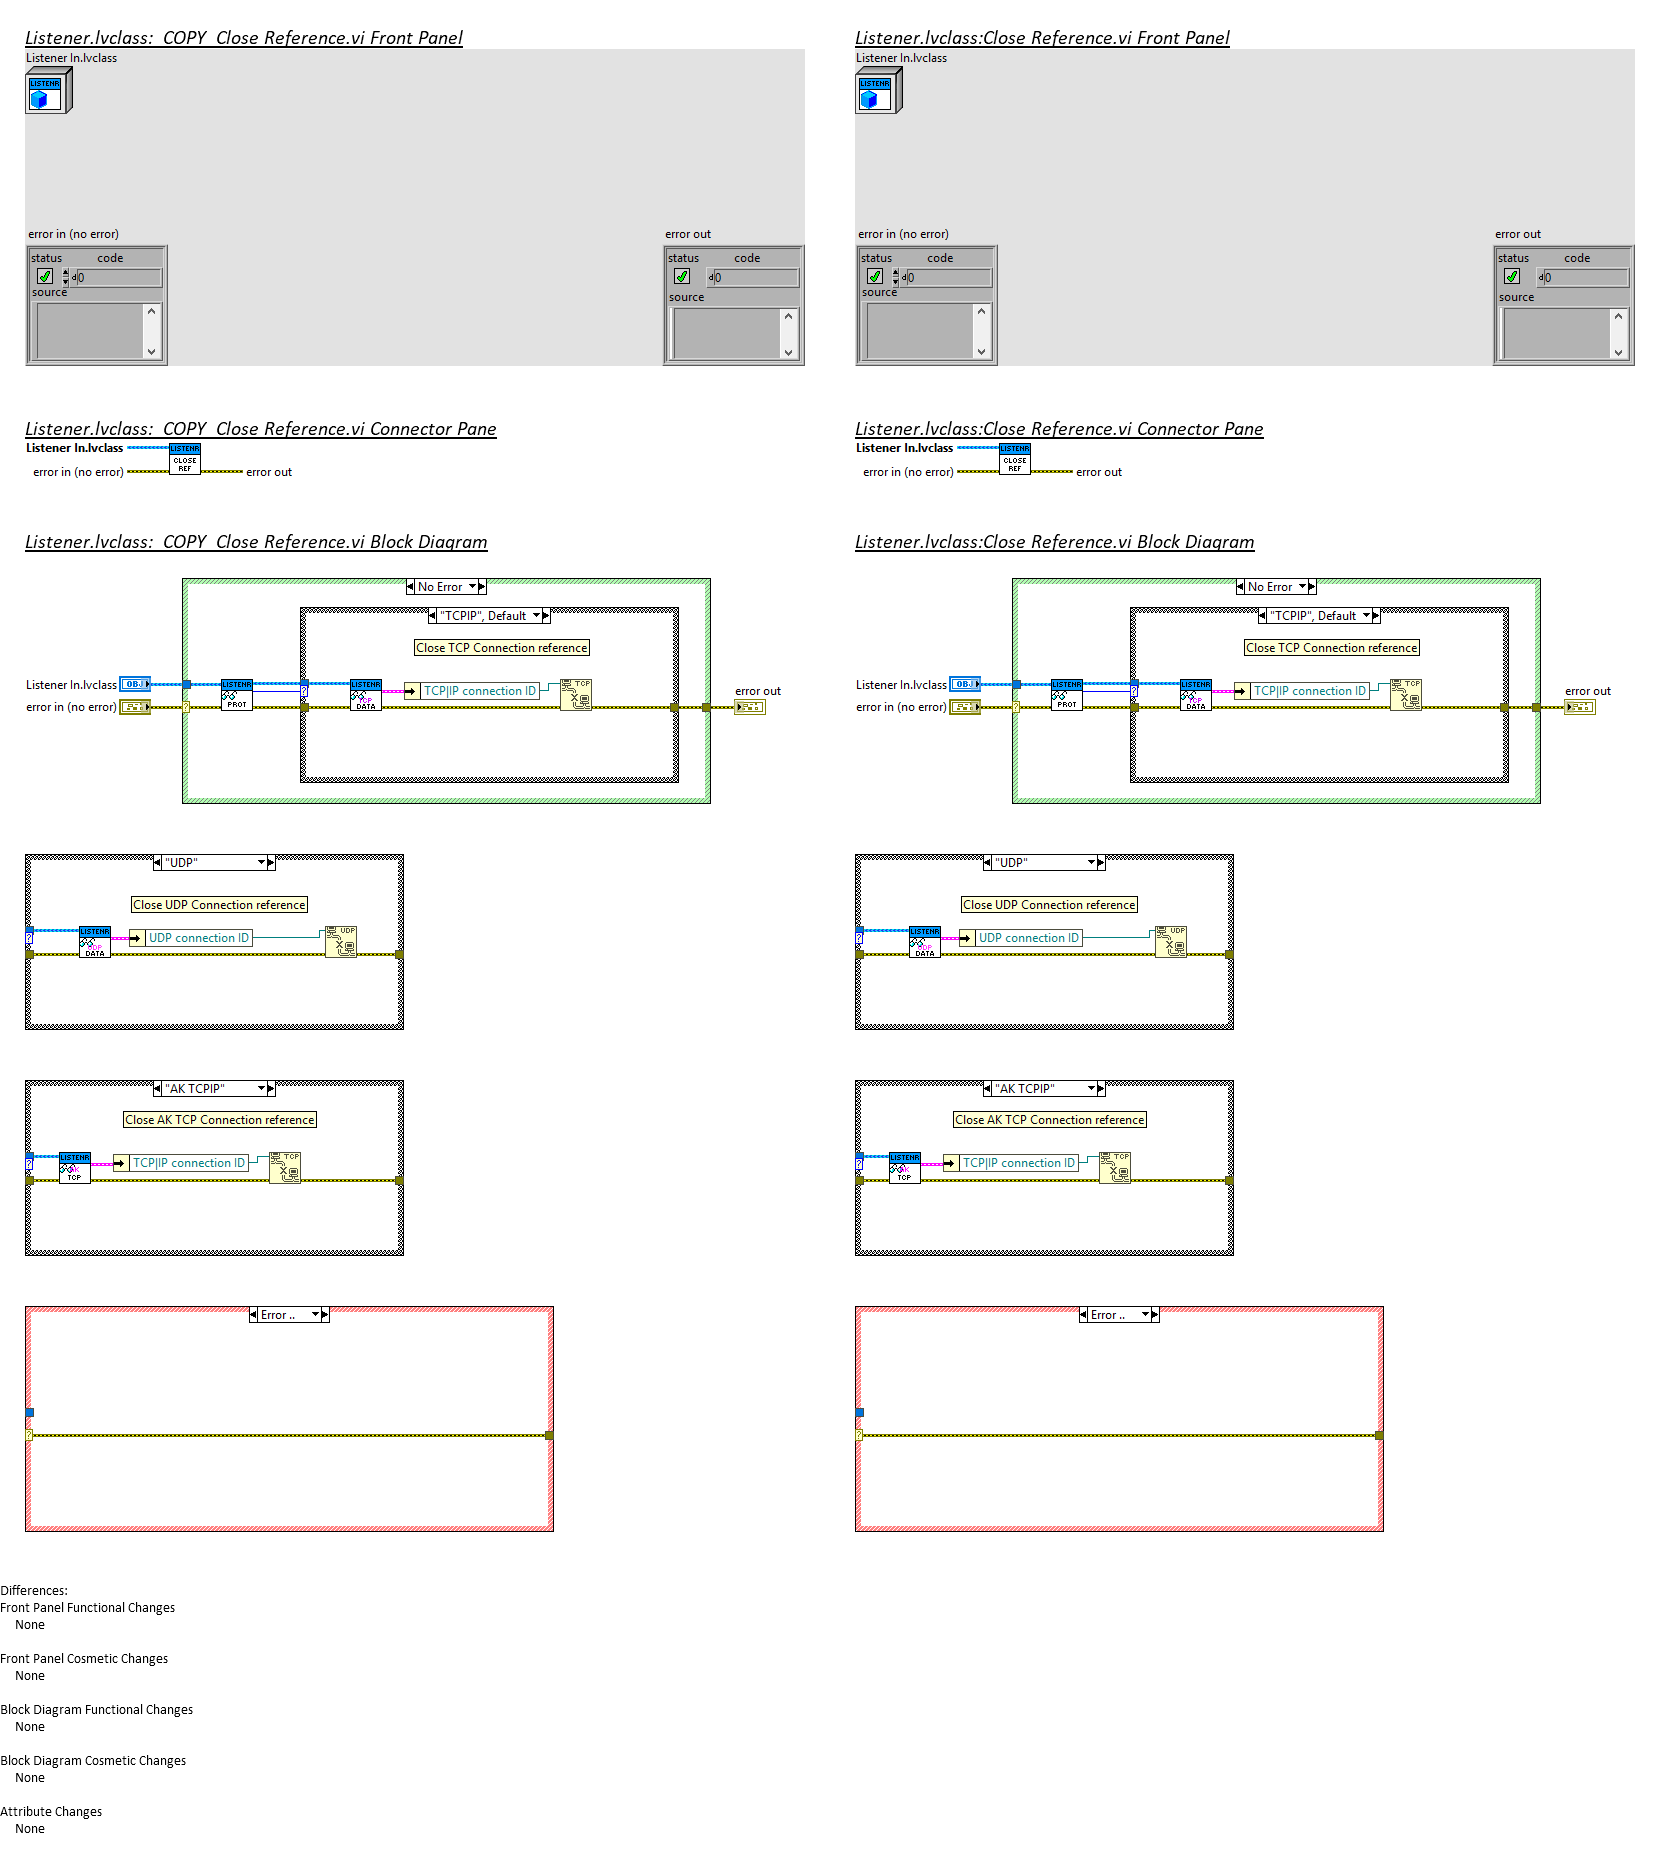 Listener.lvclass:_COPY_Close Reference.vi Front Panel
Listener In.lvclass
LISTENR
error in (no error)
error out
status code
0
source
status code
0
source
Listener.lvclass:_COPY_Close Reference.vi Connector Pane
Listener In.lvclass
LISTENR
CLOSE
REF
error in (no error)
error out
Listener.lvclass:_COPY_Close Reference.vi Block Diagram
No Error
"TCPIP", Default
Close TCP Connection reference
Listener In.lvclass
OBJ
LISTENR
PROT
LISTENR
TCP
DATA
TCP|IP connection ID
TCP
error in (no error)
error out
"UDP"
Close UDP Connection reference
LISTENR
UDP
DATA
UDP connection ID
UDP
"AK TCPIP"
Close AK TCP Connection reference
LISTENR
AK
TCP
TCP|IP connection ID
TCP
Error ..
Listener.lvclass:Close Reference.vi Front Panel
Listener In.lvclass
LISTENR
error in (no error)
error out
status code
0
source
status code
0
source
Listener.lvclass:Close Reference.vi Connector Pane
Listener In.lvclass
LISTENR
CLOSE
REF
error in (no error)
error out
Listener.lvclass:Close Reference.vi Block Diagram
No Error
"TCPIP", Default
Close TCP Connection reference
Listener In.lvclass
OBJ
LISTENR
PROT
LISTENR
TCP
DATA
TCP|IP connection ID
TCP
error in (no error)
error out
"UDP"
Close UDP Connection reference
LISTENR
UDP
DATA
UDP connection ID
UDP
"AK TCPIP"
Close AK TCP Connection reference
LISTENR
AK
TCP
TCP|IP connection ID
TCP
Error ..
Differences:
Front Panel Functional Changes
None
Front Panel Cosmetic Changes
None
Block Diagram Functional Changes
None
Block Diagram Cosmetic Changes
None
Attribute Changes
None